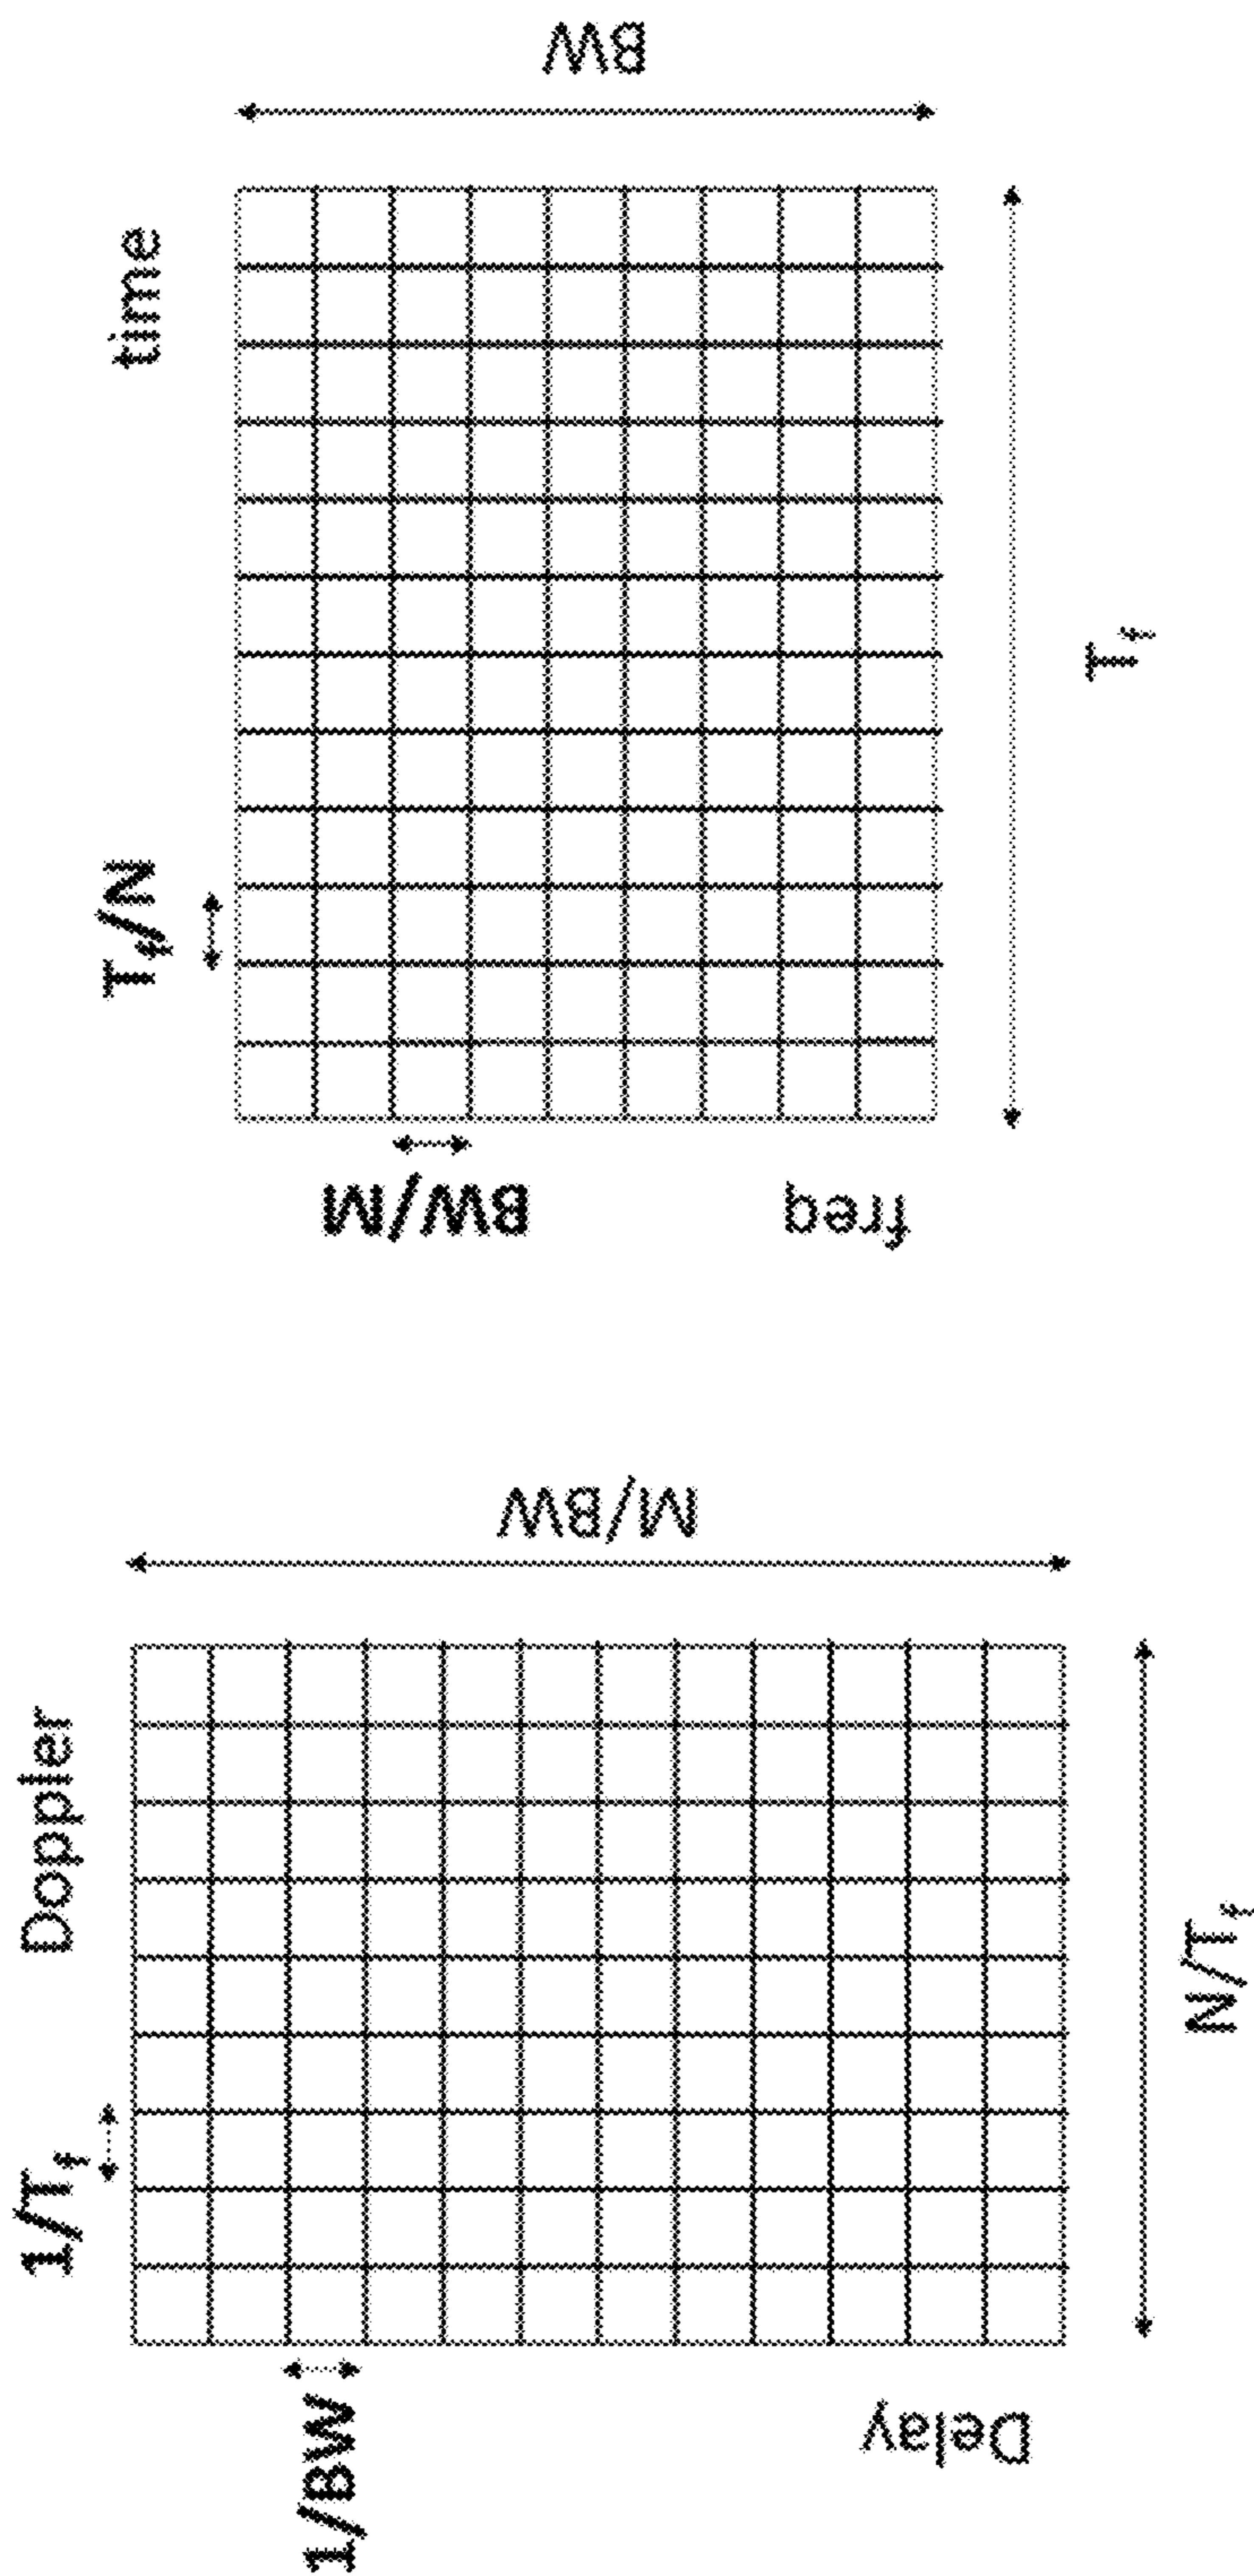 1/T_f
Doppler
1/BW
Delay
M/BW
N/T_f
T_f/N
time
BW/M
freq
BW
T_f